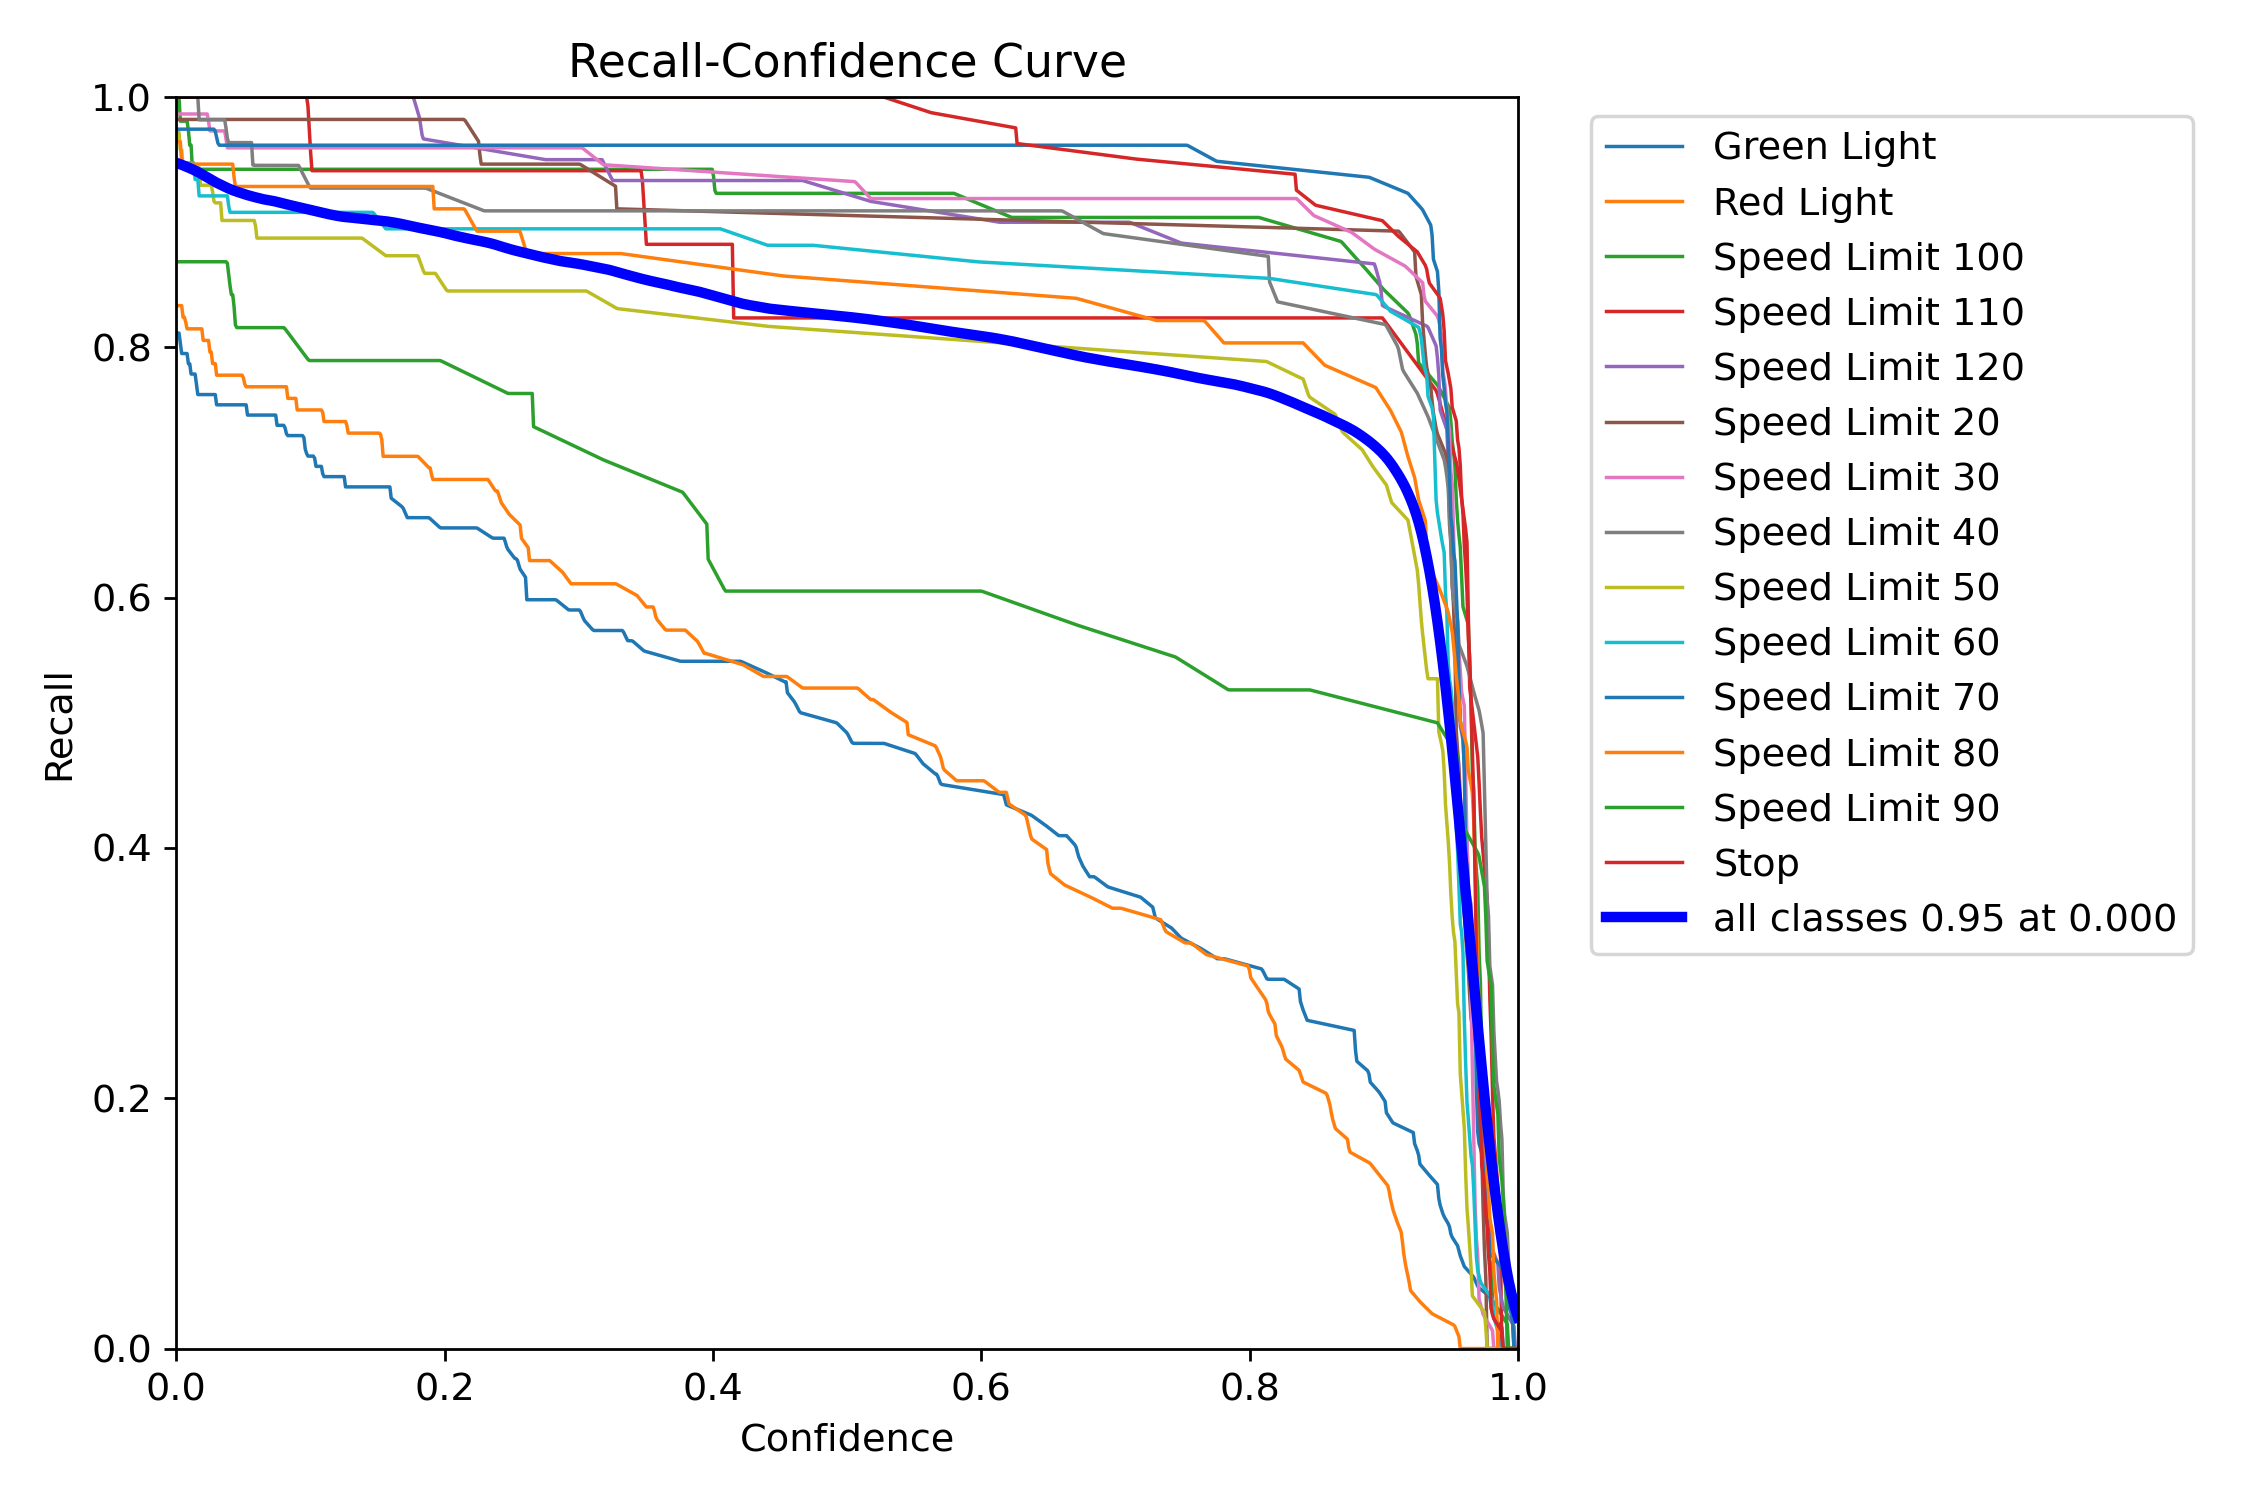 Recall-Confidence Curve
1.0
0.8
0.6
0.4
0.2
0.0
Recall
0.0 0.2 0.4 0.6 0.8 1.0
Confidence
Green Light
Red Light
Speed Limit 100
Speed Limit 110
Speed Limit 120
Speed Limit 20
Speed Limit 30
Speed Limit 40
Speed Limit 50
Speed Limit 60
Speed Limit 70
Speed Limit 80
Speed Limit 90
Stop
all classes 0.95 at 0.000